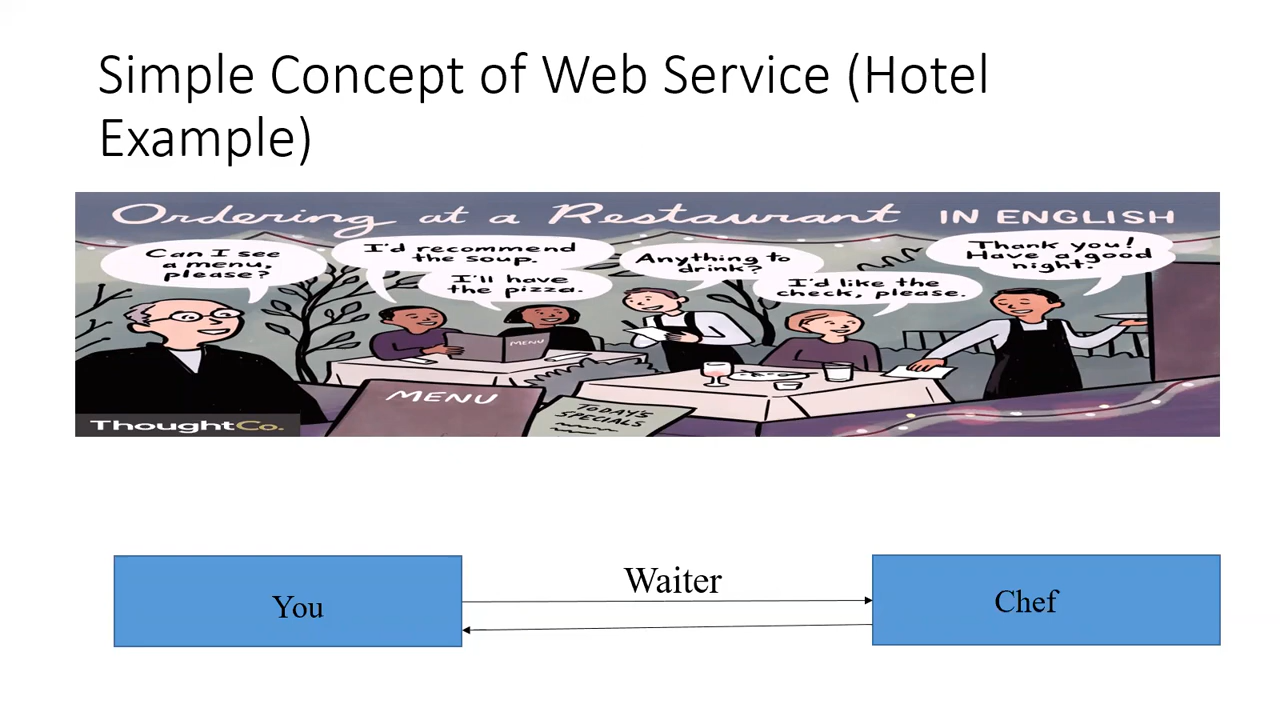 Simple Concept of Web Service (Hotel
Example)
Ordering at a Restaurant IN ENGLISH
Can I see
a menu,
please?
I'd recommend
the soup.
I'll have
the pizza.
Anything to
drink?
I'd like the
check, please.
Thank you!
Have a good
night.
MENU
MENU
TODAY'S
SPECIALS
ThoughtCo.
You
Waiter
Chef